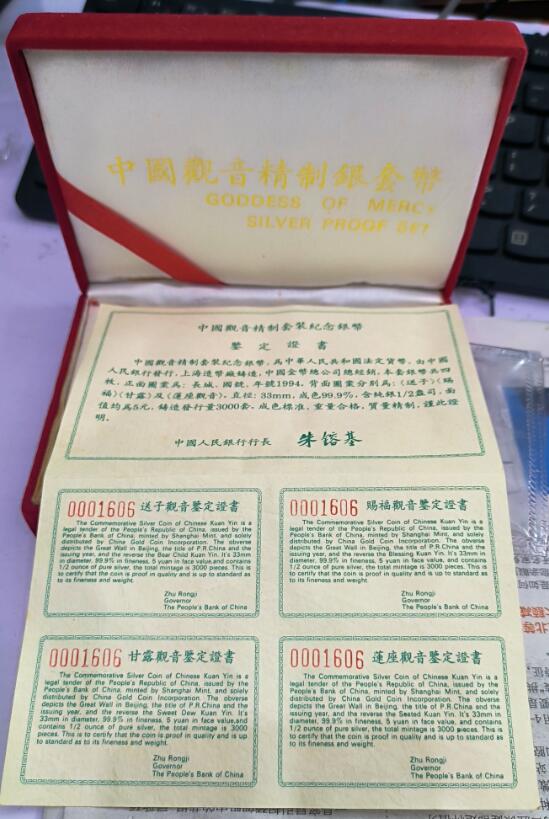 中國觀音精制銀套幣
GODDESS OF MERCY
SILVER PROOF SET
中國觀音精制套裝紀念銀幣
鑒定證書
中國觀音精制套裝紀念銀幣，爲中華人民共和國法定貨幣，由中國
人民銀行發行，上海造幣廠鑄造，中國金幣總公司總經銷，本套銀幣共四
枚，正面圖案爲：長城、國號、年號1994，背面圖案分別爲：《送子》《賜
福》《甘露》及《蓮座觀音》，直徑：33mm，成色99.9%，含純銀1/2盎司，面
值均爲5元，鑄造發行量3000套，成色標准，重量合格，質量精制，謹此證
明。
中國人民銀行行長 朱鎔基
0001606 送子觀音鑒定證書
The Commemorative Silver Coin of Chinese Kuan Yin is a
legal tender of the People's Republic of China, issued by the
People's Bank of China, minted by Shanghai Mint, and solely
distributed by China Gold Coin Incorporation. The obverse
depicts the Great Wall in Beijing, the title of P.R.China and the
issuing year, and the reverse the Bear Child Kuan Yin. It's 33mm
in diameter, 99.9% in fineness, 5 yuan in face value,and contains
1/2 ounce of pure silver, the total mintage is 3000 pieces. This is
to certify that the coin is proof in quality and is up to standard as
to its fineness and weight.
Zhu Rongji
Governor
The People's Bank of China
0001606 賜福觀音鑒定證書
The Commemorative Silver Coin of Chinese Kuan Yin is a
legal tender of the People's Republic of China, issued by the
People's Bank of China, minted by Shanghai Mint, and solely
distributed by China Gold Coin Incorporation. The obverse
depicts the Great Wall in Beijing, the title of P.R.China and the
issuing year, and the reverse the Blessing Kuan Yin. It's 33mm in
diameter, 99.9% in fineness, 5 yuan in face value, and contains
1/2 ounce of pure silver, the total mintage is 3000 pieces. This is
to certify that the coin is proof in quality and is up to standard as
to its fineness and weight.
Zhu Rongji
Governor
The People's Bank of China
0001606 甘露觀音鑒定證書
The Commemorative Silver Coin of Chinese Kuan Yin is a
legal tender of the People's Republic of China, issued by the
People's Bank of China, minted by Shanghai Mint, and solely
distributed by China Gold Coin Incorporation. The obverse
depicts the Great Wall in Beijing, the title of P.R.China and the
issuing year, and the reverse the Sweet Dew Kuan Yin. It's
33mm in diameter, 99.9% in fineness, 5 yuan in face value,and
contains 1/2 ounce of pure silver, the total mintage is 3000
pieces. This is to certify that the coin is proof in quality and is up to
standard as to its fineness and weight.
Zhu Rongji
Governor
The People's Bank of China
0001606 蓮座觀音鑒定證書
The Commemorative Silver Coin of Chinese Kuan Yin is a
legal tender of the People's Republic of China, issued by the
People's Bank of China, minted by Shanghai Mint, and solely
distributed by China Gold Coin Incorporation. The obverse
depicts the Great Wall in Beijing, the title of P.R.China and the
issuing year, and the reverse the Seated Kuan Yin. It's 33mm in
diameter, 99.9% in fineness, 5 yuan in face value, and contains
1/2 ounce of pure silver, the total mintage is 3000 pieces. This is
to certify that the coin is proof in quality and is up to standard as
to its fineness and weight.
Zhu Rongji
Governor
The People's Bank of China